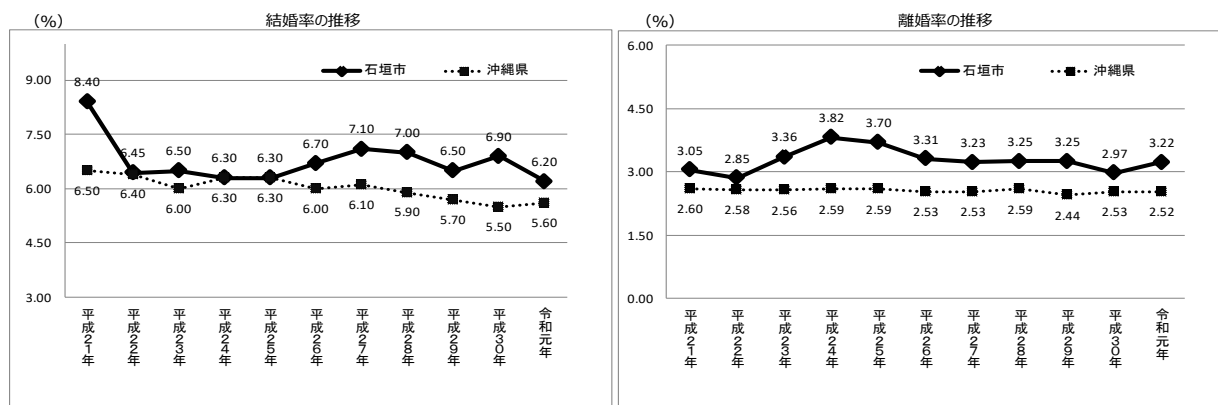 (%)
結婚率の推移
石垣市
沖縄県
9.00
7.50
6.00
4.50
3.00
8.40
6.45
6.50
6.30
6.30
6.70
7.10
7.00
6.50
6.90
6.20
6.50
6.40
6.00
6.30
6.30
6.00
6.10
5.90
5.70
5.50
5.60
平成21年
平成22年
平成23年
平成24年
平成25年
平成26年
平成27年
平成28年
平成29年
平成30年
令和元年
(%)
離婚率の推移
石垣市
沖縄県
6.00
4.50
3.00
1.50
0.00
3.05
2.85
3.36
3.82
3.70
3.31
3.23
3.25
3.25
2.97
3.22
2.60
2.58
2.56
2.59
2.59
2.53
2.53
2.59
2.44
2.53
2.52
平成21年
平成22年
平成23年
平成24年
平成25年
平成26年
平成27年
平成28年
平成29年
平成30年
令和元年